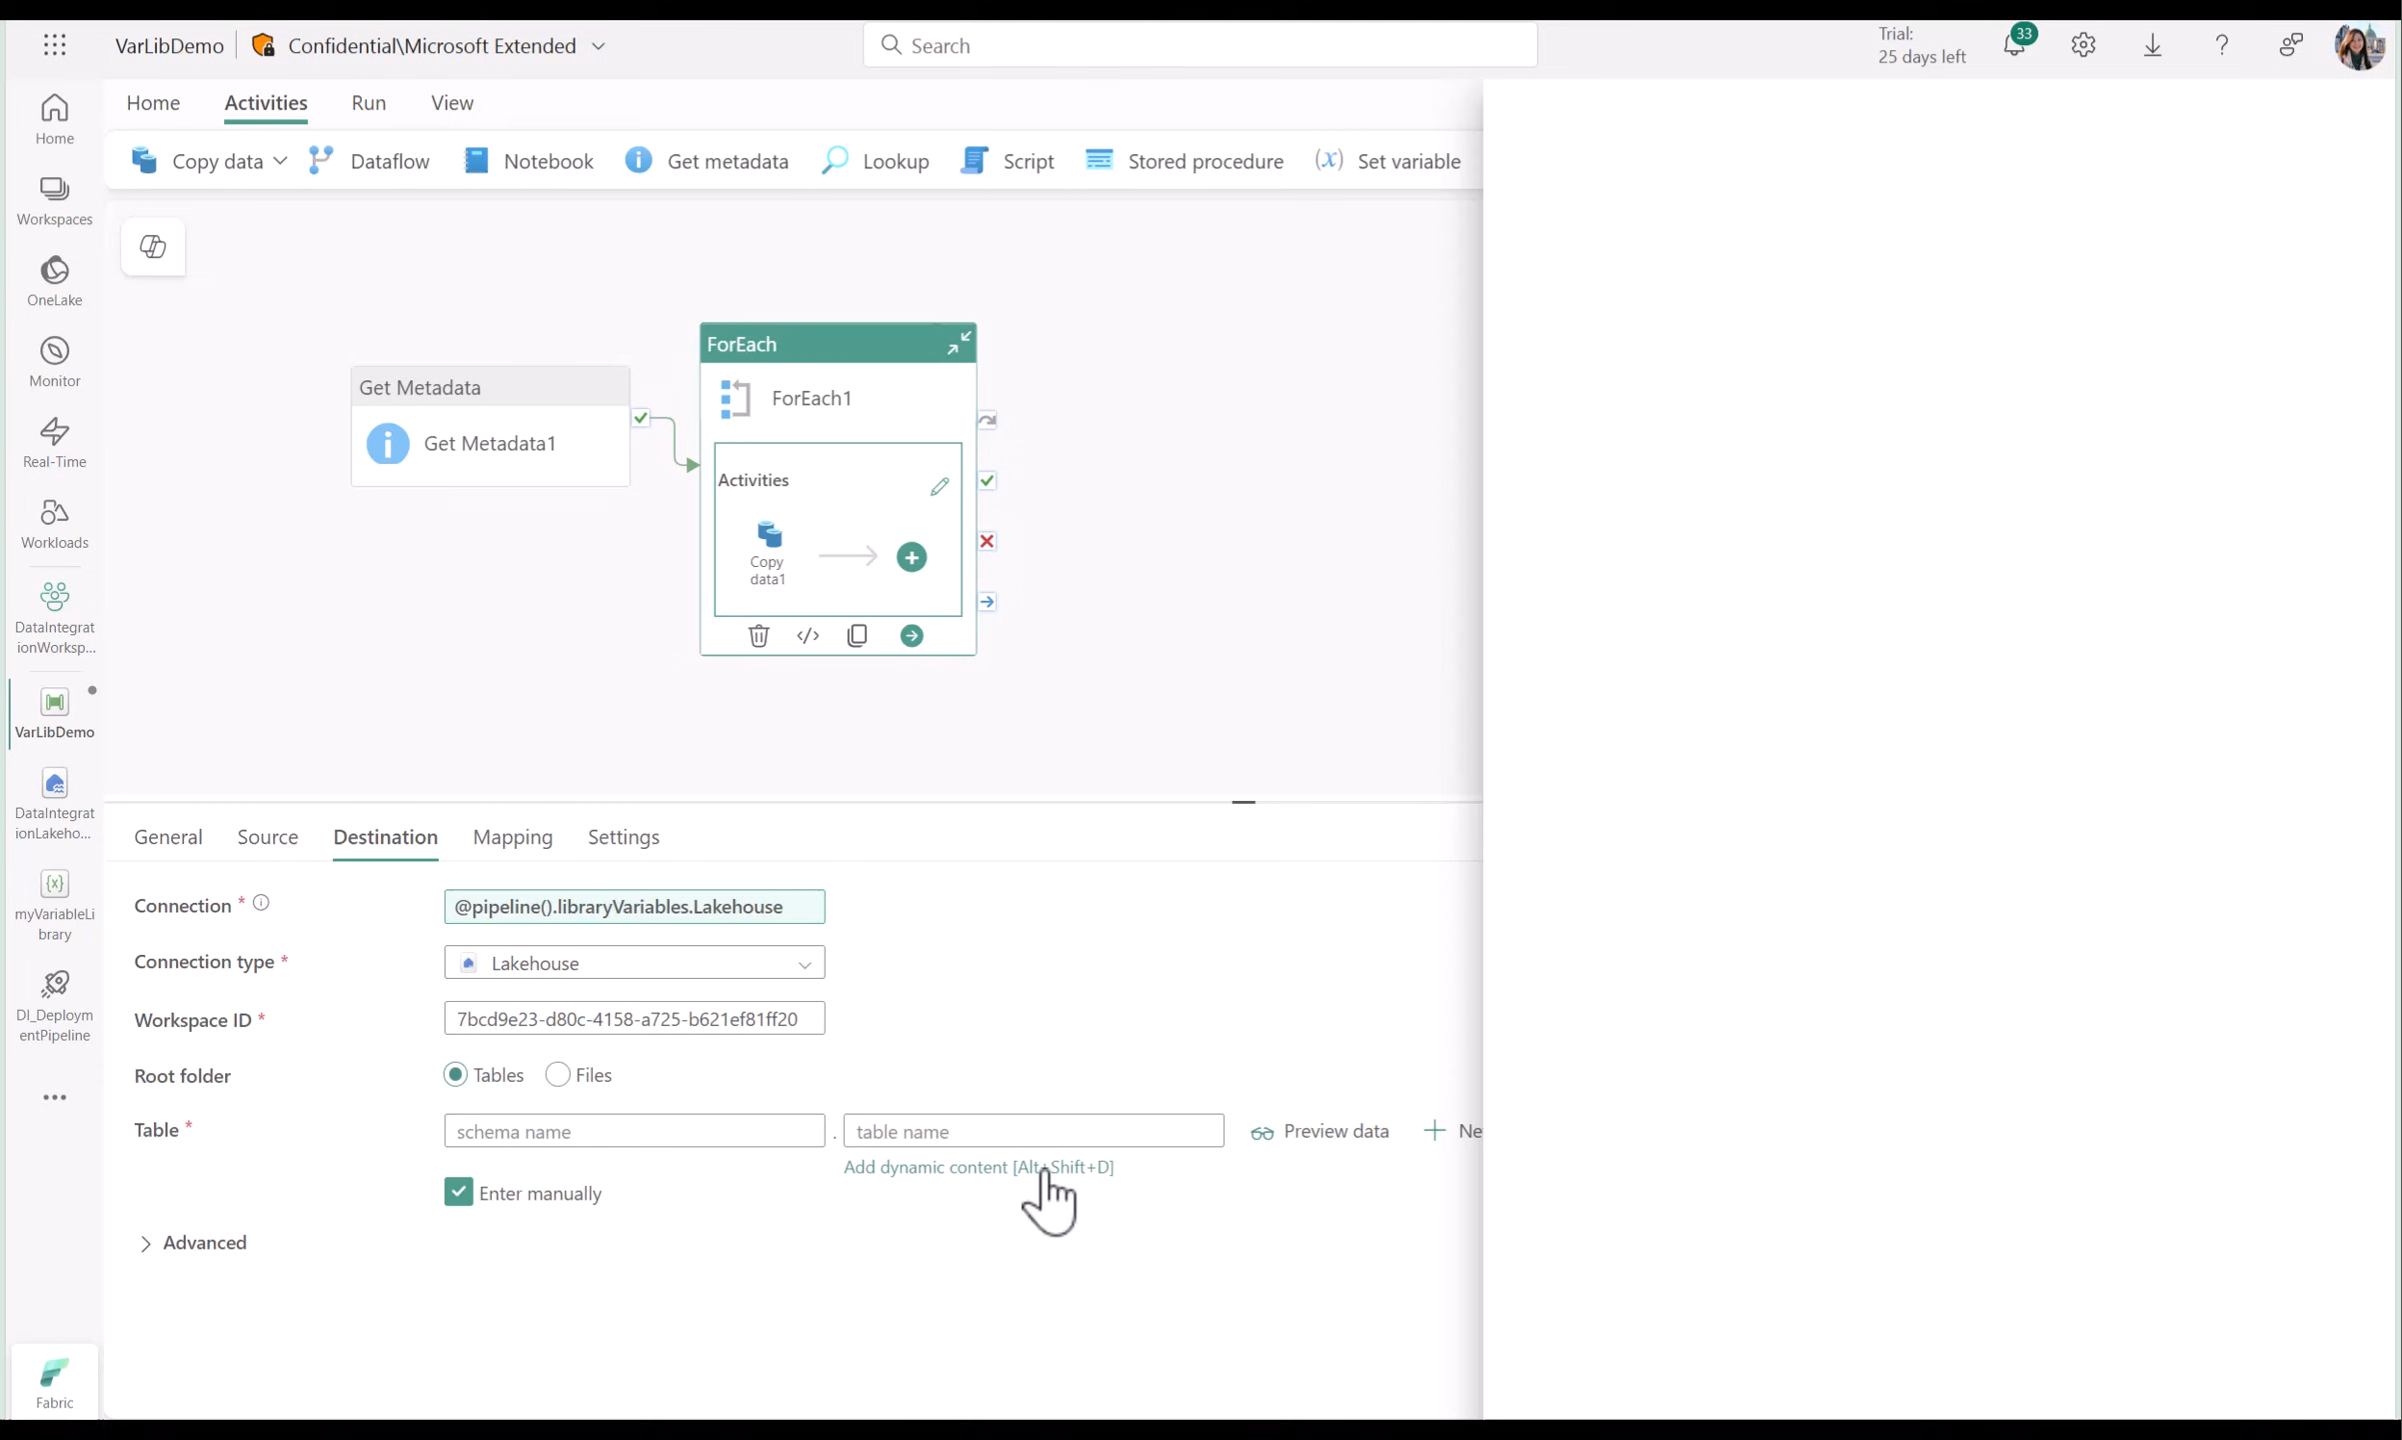 VarLibDemo
Confidential\Microsoft Extended
Search
Trial:
25 days left
33
Home
Workspaces
OneLake
Monitor
Real-Time
Workloads
DataIntegrat
ionWorksp...
VarLibDemo
DataIntegrat
ionLakeho...
myVariableLi
brary
DI_Deploym
entPipeline
Fabric
Home Activities Run View
Copy data Dataflow Notebook Get metadata Lookup Script Stored procedure (x) Set variable
Get Metadata
Get Metadata1
ForEach
ForEach1
Activities
Copy
data1
General Source Destination Mapping Settings
Connection * @pipeline().libraryVariables.Lakehouse
Connection type * Lakehouse
Workspace ID * 7bcd9e23-d80c-4158-a725-b621ef81ff20
Root folder Tables Files
Table * schema name . table name Preview data + Ne
Add dynamic content [Alt+Shift+D]
Enter manually
Advanced